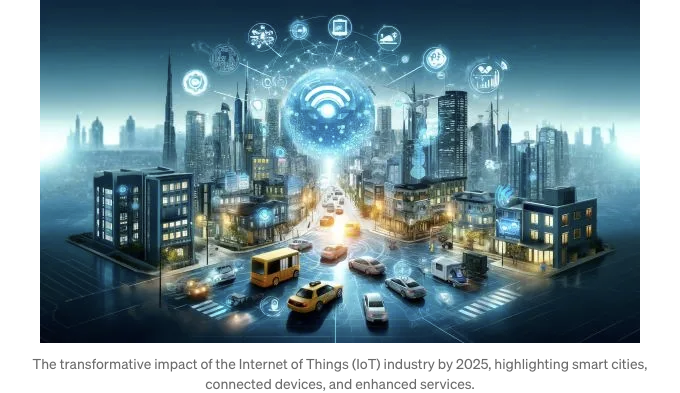 The transformative impact of the Internet of Things (IoT) industry by 2025, highlighting smart cities,
connected devices, and enhanced services.